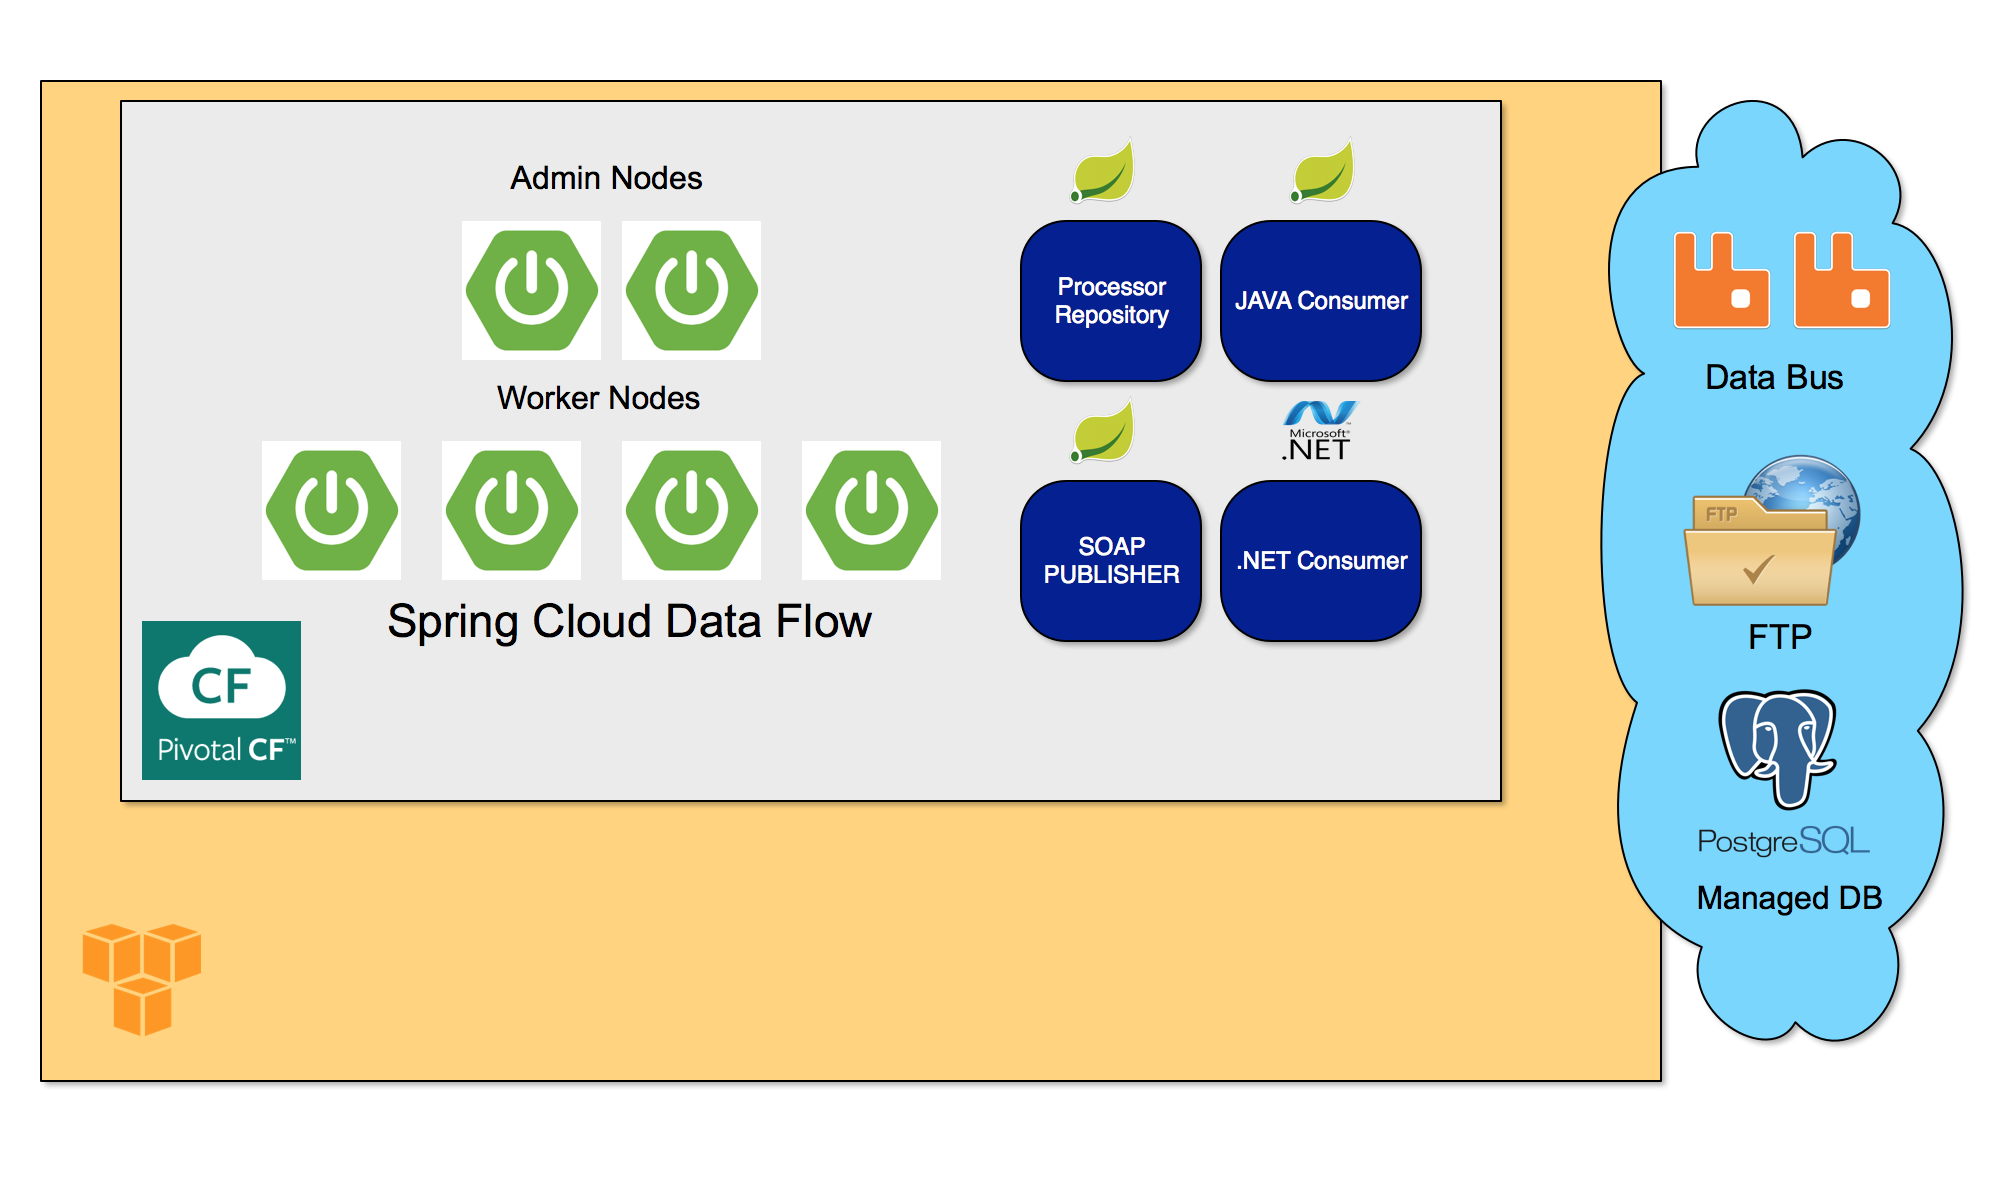 Admin Nodes
Worker Nodes
Spring Cloud Data Flow
CF
Pivotal CF™
Processor
Repository
JAVA Consumer
Microsoft®
.NET
SOAP
PUBLISHER
.NET Consumer
Data Bus
FTP
FTP
PostgreSQL
Managed DB